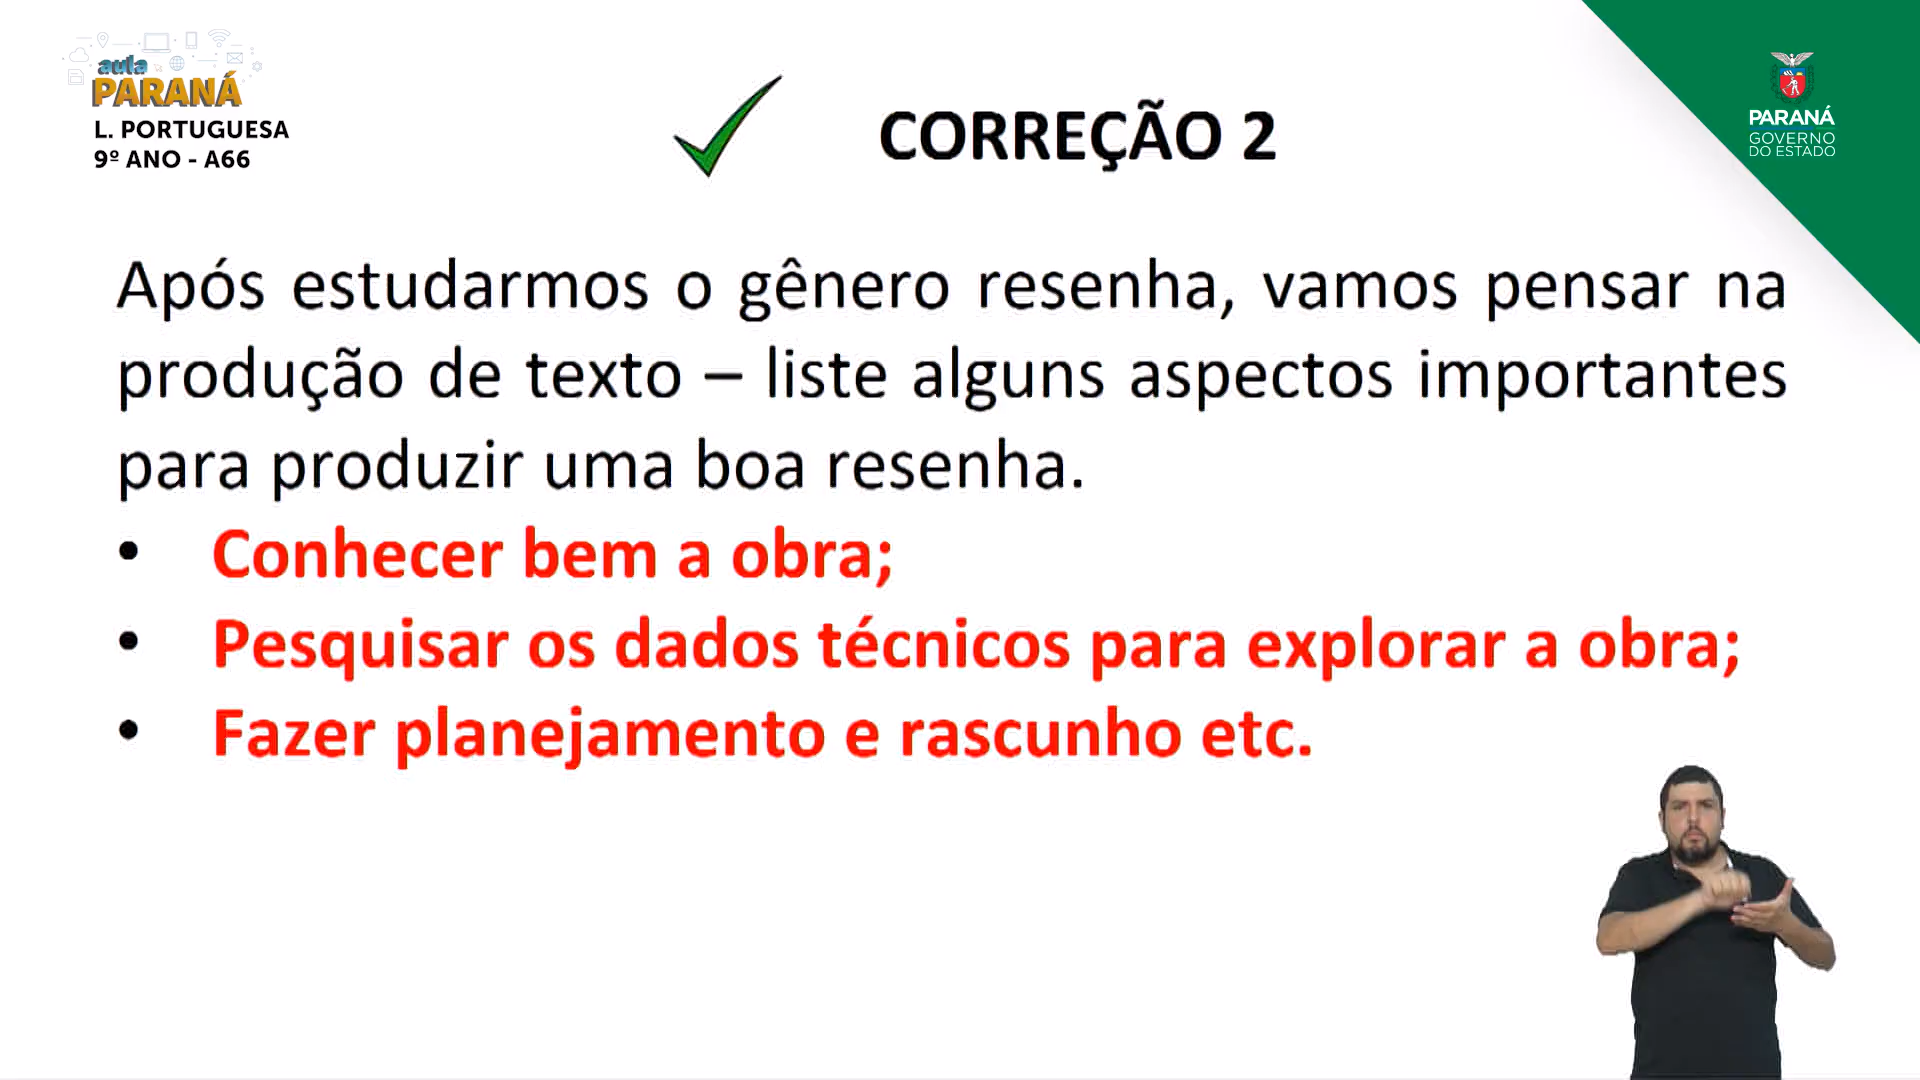 aula
PARANÁ
L. PORTUGUESA
9º ANO - A66
CORREÇÃO 2
PARANÁ
GOVERNO
DO ESTADO
Após estudarmos o gênero resenha, vamos pensar na
produção de texto – liste alguns aspectos importantes
para produzir uma boa resenha.
• Conhecer bem a obra;
• Pesquisar os dados técnicos para explorar a obra;
• Fazer planejamento e rascunho etc.